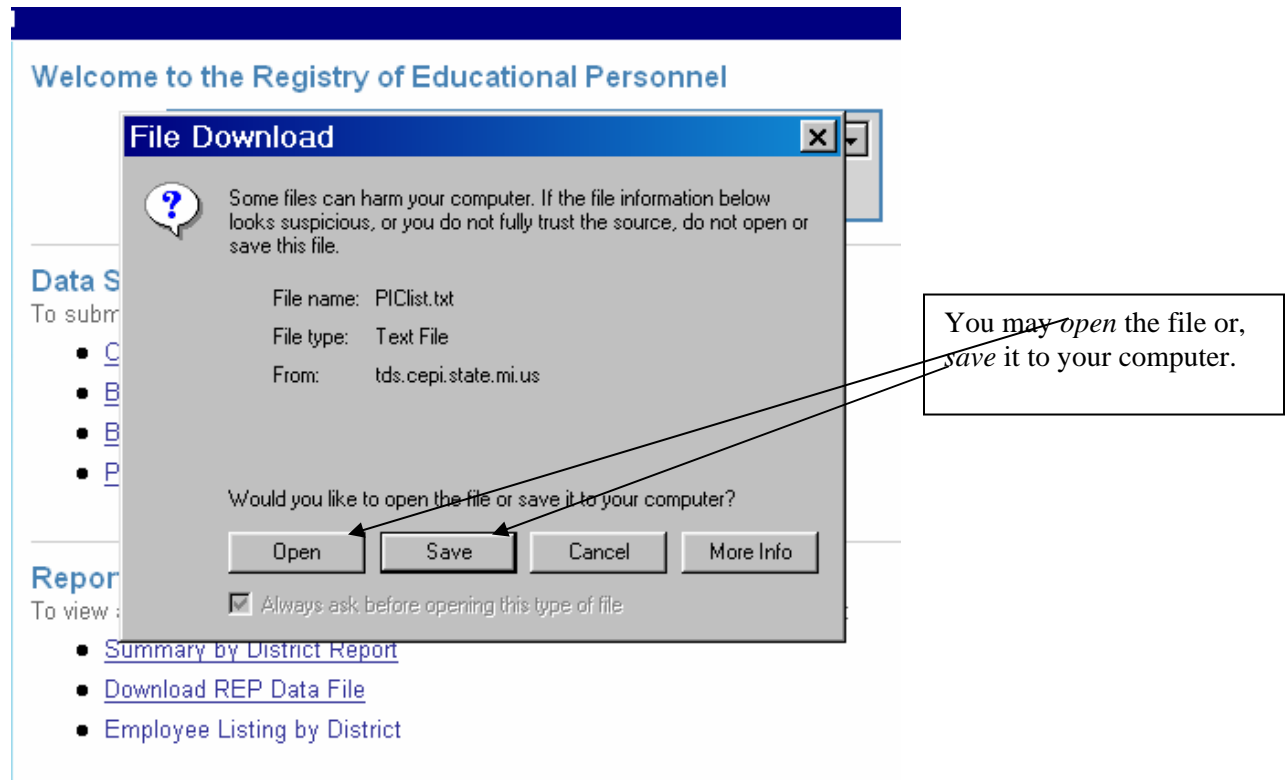 Welcome to the Registry of Educational Personnel
File Download
Some files can harm your computer. If the file information below
looks suspicious, or you do not fully trust the source, do not open or
save this file.
File name: PIClist.txt
File type: Text File
From: tds.cepi.state.mi.us
Would you like to open the file or save it to your computer?
Open Save Cancel More Info
Always ask before opening this type of file
You may open the file or,
save it to your computer.
Data S
To subm
C
B
B
P
Repor
To view
Summary by District Report
Download REP Data File
Employee Listing by District